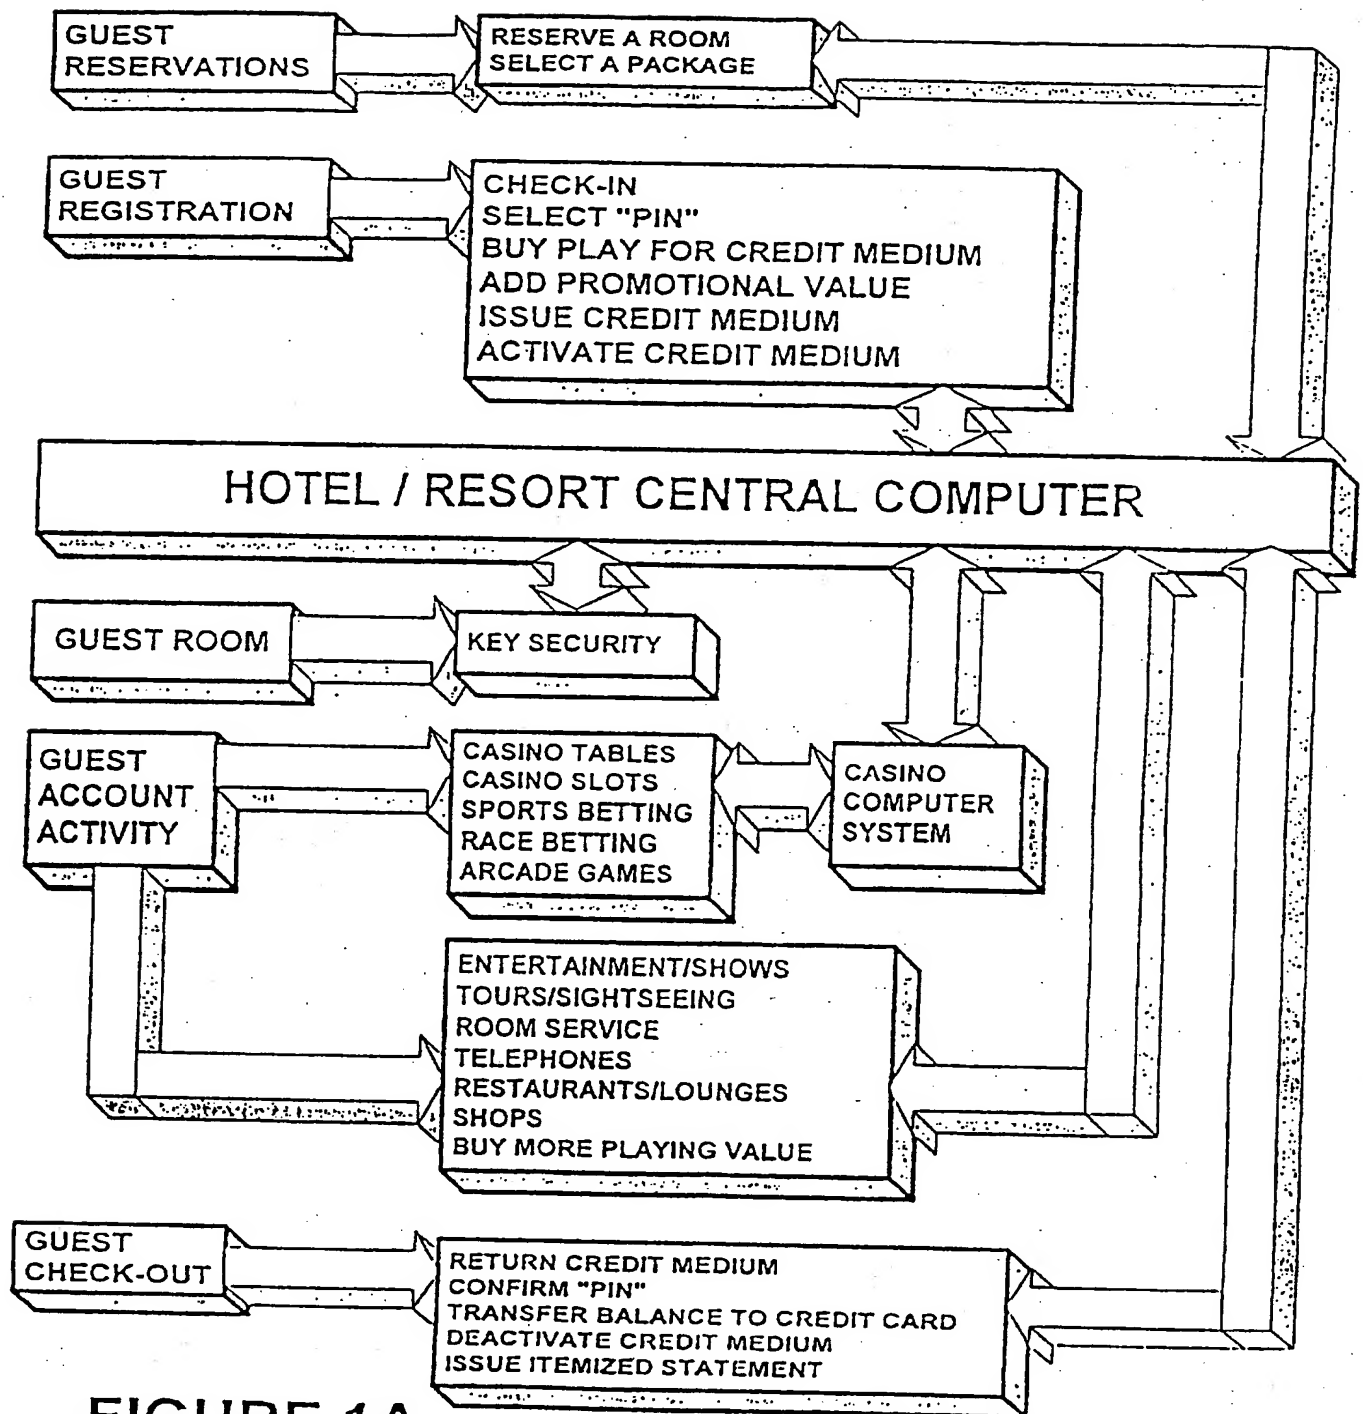 GUEST
RESERVATIONS
RESERVE A ROOM
SELECT A PACKAGE
GUEST
REGISTRATION
CHECK-IN
SELECT "PIN"
BUY PLAY FOR CREDIT MEDIUM
ADD PROMOTIONAL VALUE
ISSUE CREDIT MEDIUM
ACTIVATE CREDIT MEDIUM
HOTEL / RESORT CENTRAL COMPUTER
GUEST ROOM
KEY SECURITY
GUEST
ACCOUNT
ACTIVITY
CASINO TABLES
CASINO SLOTS
SPORTS BETTING
RACE BETTING
ARCADE GAMES
CASINO
COMPUTER
SYSTEM
ENTERTAINMENT/SHOWS
TOURS/SIGHTSEEING
ROOM SERVICE
TELEPHONES
RESTAURANTS/LOUNGES
SHOPS
BUY MORE PLAYING VALUE
GUEST
CHECK-OUT
RETURN CREDIT MEDIUM
CONFIRM "PIN"
TRANSFER BALANCE TO CREDIT CARD
DEACTIVATE CREDIT MEDIUM
ISSUE ITEMIZED STATEMENT
FIGURE 1A